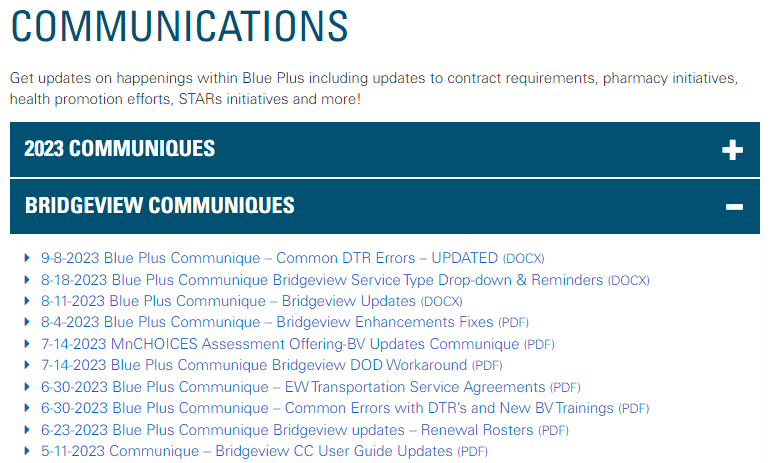 COMMUNICATIONS
Get updates on happenings within Blue Plus including updates to contract requirements, pharmacy initiatives,
health promotion efforts, STARs initiatives and more!
2023 COMMUNIQUES
BRIDGEVIEW COMMUNIQUES
9-8-2023 Blue Plus Communique – Common DTR Errors – UPDATED (DOCX)
8-18-2023 Blue Plus Communique Bridgeview Service Type Drop-down & Reminders (DOCX)
8-11-2023 Blue Plus Communique – Bridgeview Updates (DOCX)
8-4-2023 Blue Plus Communique – Bridgeview Enhancements Fixes (PDF)
7-14-2023 MnCHOICES Assessment Offering-BV Updates Communique (PDF)
7-14-2023 Blue Plus Communique Bridgeview DOD Workaround (PDF)
6-30-2023 Blue Plus Communique – EW Transportation Service Agreements (PDF)
6-30-2023 Blue Plus Communique – Common Errors with DTR's and New BV Trainings (PDF)
6-23-2023 Blue Plus Communique Bridgeview updates – Renewal Rosters (PDF)
5-11-2023 Communique – Bridgeview CC User Guide Updates (PDF)